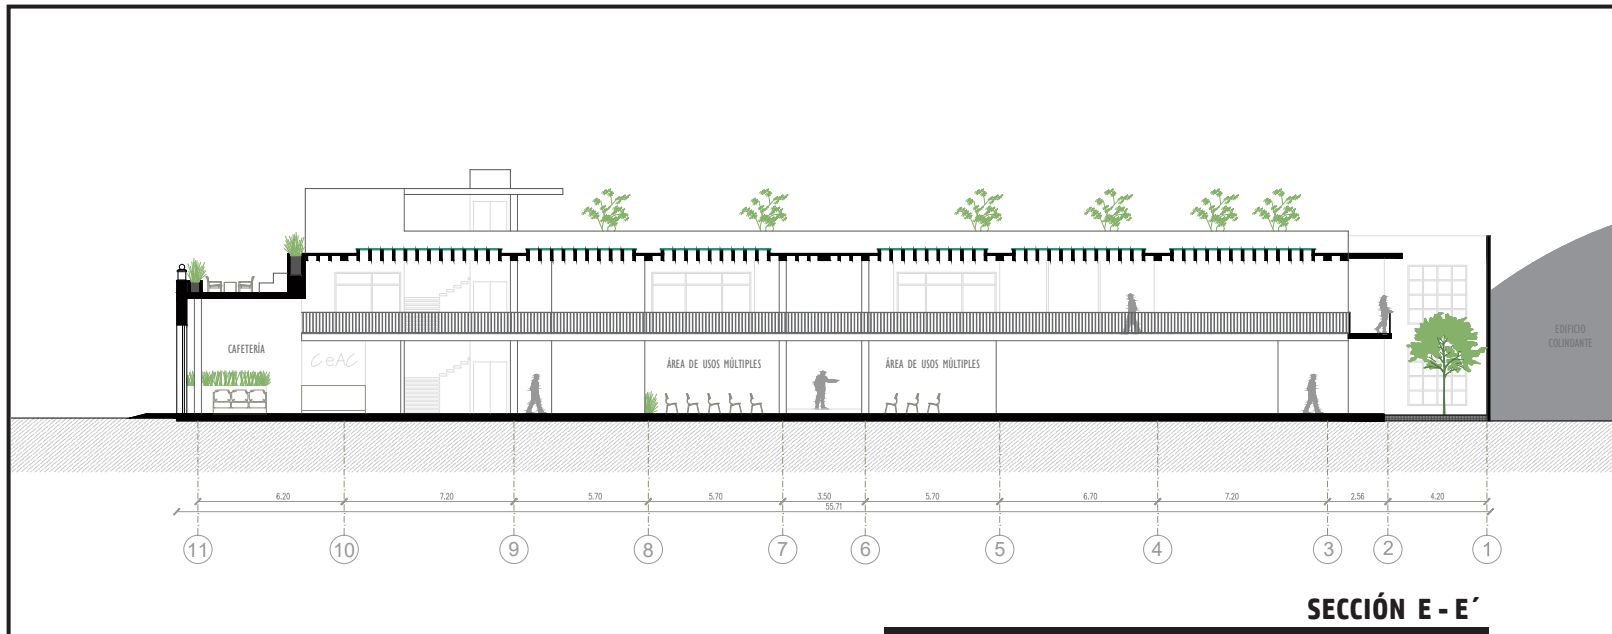 EDIFICIO
COLINDANTE
CAFETERÍA
CeAC
ÁREA DE USOS MÚLTIPLES
ÁREA DE USOS MÚLTIPLES
6.20 7.20 5.70 5.70 3.50 5.70 6.70 7.20 2.56 4.20
55.71
11 10 9 8 7 6 5 4 3 2 1
SECCIÓN E - E´